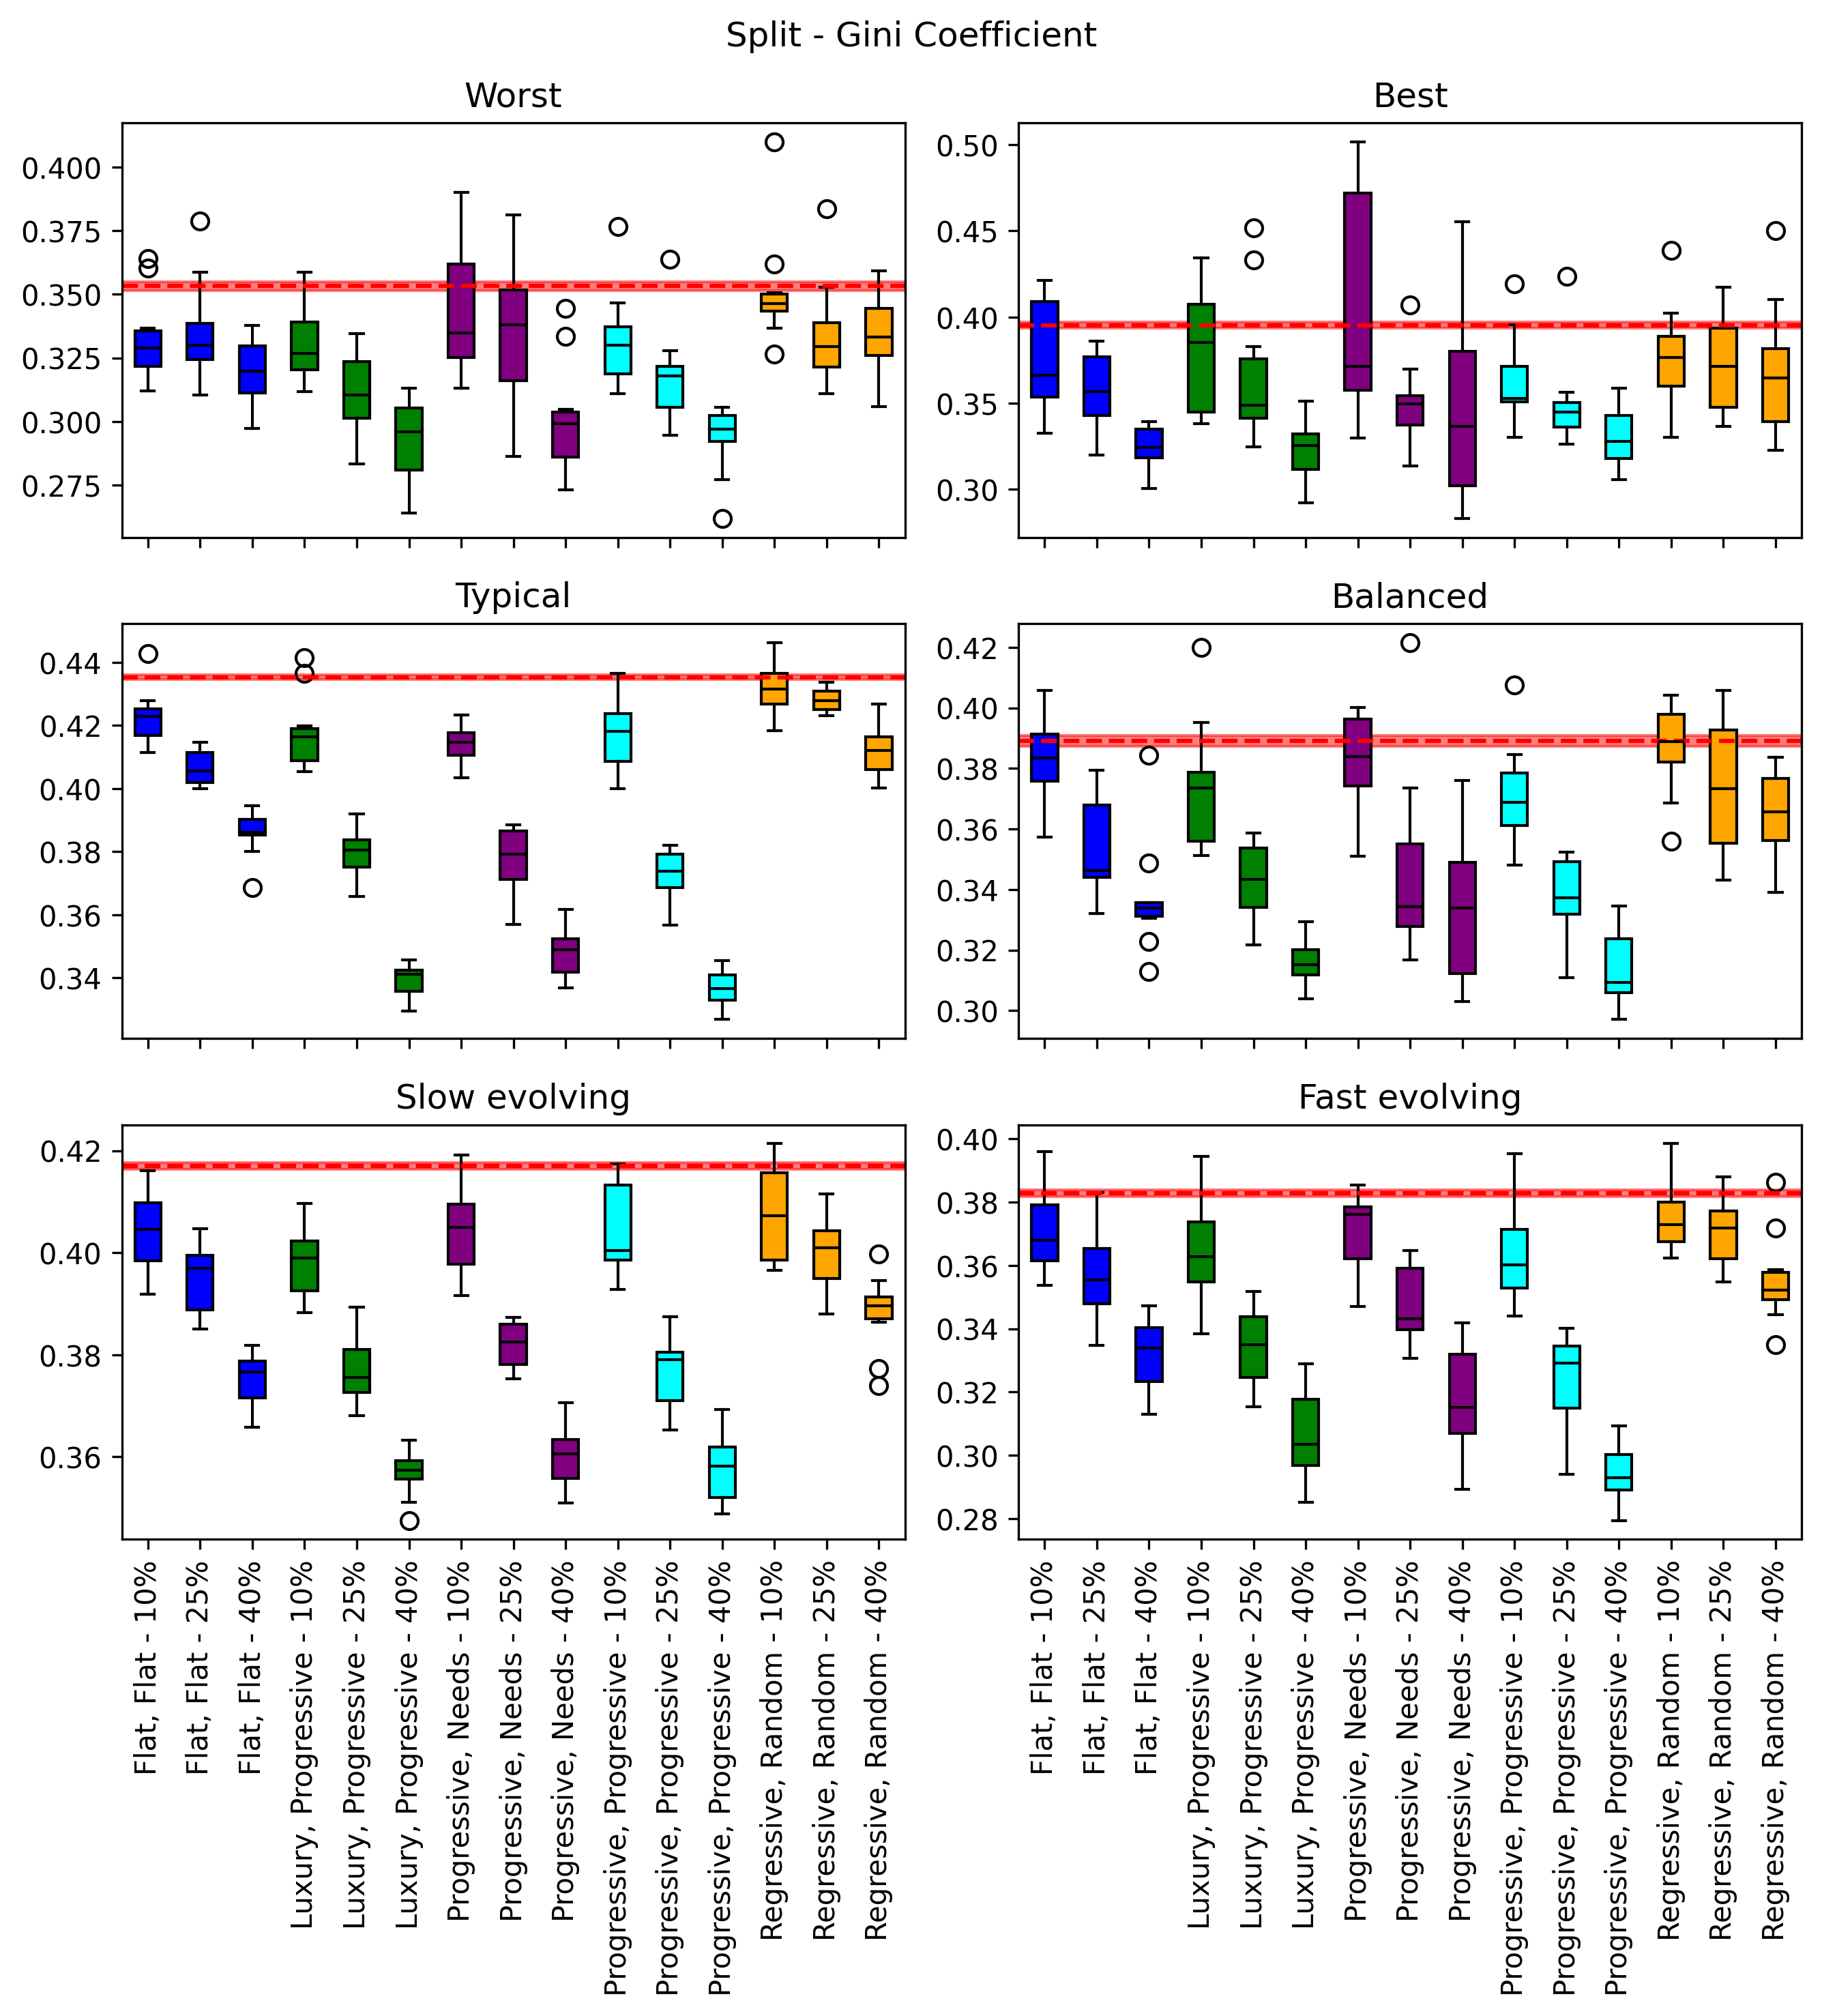 Split - Gini Coefficient
Worst
Best
0.400
0.375
0.350
0.325
0.300
0.275
0.50
0.45
0.40
0.35
0.30
Typical
Balanced
0.44
0.42
0.40
0.38
0.36
0.34
0.42
0.40
0.38
0.36
0.34
0.32
0.30
Slow evolving
Fast evolving
0.42
0.40
0.38
0.36
0.40
0.38
0.36
0.34
0.32
0.30
0.28
Flat, Flat - 10%
Flat, Flat - 25%
Flat, Flat - 40%
Luxury, Progressive - 10%
Luxury, Progressive - 25%
Luxury, Progressive - 40%
Progressive, Needs - 10%
Progressive, Needs - 25%
Progressive, Needs - 40%
Progressive, Progressive - 10%
Progressive, Progressive - 25%
Progressive, Progressive - 40%
Regressive, Random - 10%
Regressive, Random - 25%
Regressive, Random - 40%
Flat, Flat - 10%
Flat, Flat - 25%
Flat, Flat - 40%
Luxury, Progressive - 10%
Luxury, Progressive - 25%
Luxury, Progressive - 40%
Progressive, Needs - 10%
Progressive, Needs - 25%
Progressive, Needs - 40%
Progressive, Progressive - 10%
Progressive, Progressive - 25%
Progressive, Progressive - 40%
Regressive, Random - 10%
Regressive, Random - 25%
Regressive, Random - 40%